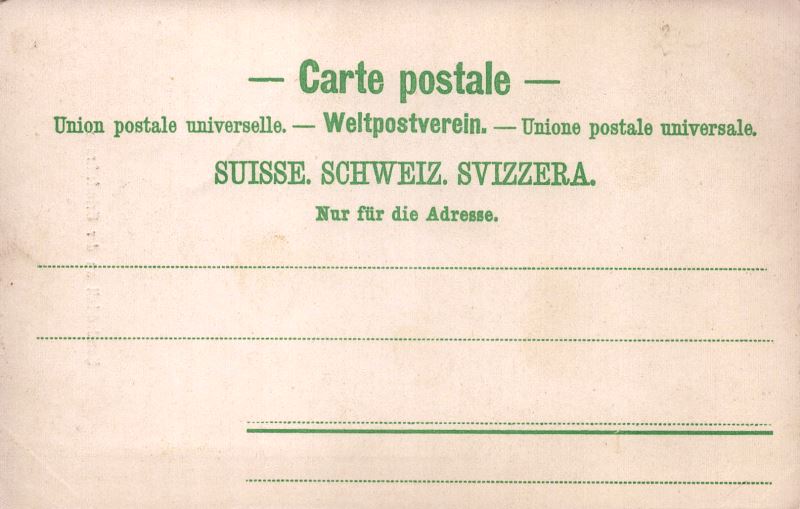 — Carte postale —
Union postale universelle. — Weltpostverein. — Unione postale universale.
SUISSE. SCHWEIZ. SVIZZERA.
Nur für die Adresse.